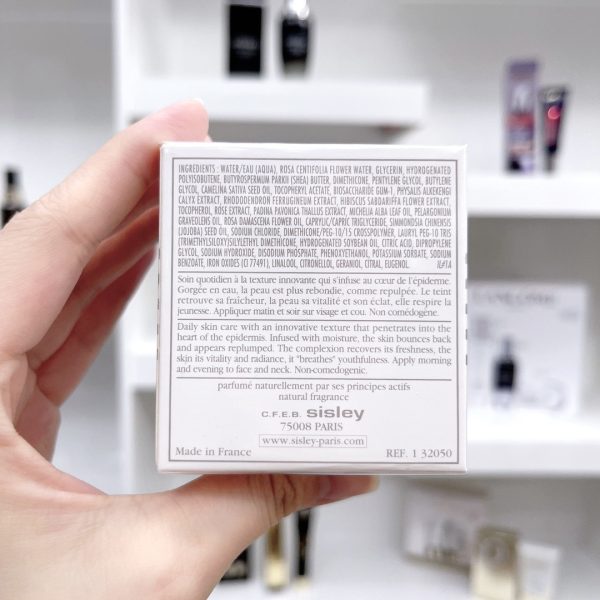 INGREDIENTS : WATER/EAU (AQUA), ROSA CENTIFOLIA FLOWER WATER, GLYCERIN, HYDROGENATED
POLYISOBUTENE, BUTYROSPERMUM PARKII (SHEA) BUTTER, DIMETHICONE, PENTYLENE GLYCOL, BUTYLENE
GLYCOL, CAMELINA SATIVA SEED OIL, TOCOPHERYL ACETATE, BIOSACCHARIDE GUM-1, PHYSALIS ALKEKENGI
CALYX EXTRACT, RHODODENDRON FERRUGINEUM EXTRACT, HIBISCUS SABDARIFFA FLOWER EXTRACT,
TOCOPHEROL, ROSE EXTRACT, PADINA PAVONICA THALLUS EXTRACT, MICHELIA ALBA LEAF OIL, PELARGONIUM
GRAVEOLENS OIL, ROSA DAMASCENA FLOWER OIL, CAPRYLIC/CAPRIC TRIGLYCERIDE, SIMMONDSIA CHINENSIS
(JOJOBA) SEED OIL, SODIUM CHLORIDE, DIMETHICONE/PEG-10/15 CROSSPOLYMER, LAURYL PEG-10 TRIS
(TRIMETHYLSILOXY)SILYLETHYL DIMETHICONE, HYDROGENATED SOYBEAN OIL, CITRIC ACID, DIPROPYLENE
GLYCOL, SODIUM HYDROXIDE, DISODIUM PHOSPHATE, PHENOXYETHANOL, POTASSIUM SORBATE, SODIUM
BENZOATE, IRON OXIDES (CI 77491), LINALOOL, CITRONELLOL, GERANIOL, CITRAL, EUGENOL.
Soin quotidien à la texture innovante qui s'infuse au cœur de l'épiderme.
Gorgée en eau, la peau est plus rebondie, comme repulpée. Le teint
retrouve sa fraîcheur, la peau sa vitalité et son éclat, elle respire la
jeunesse. Appliquer matin et soir sur visage et cou. Non comédogène.
Daily skin care with an innovative texture that penetrates into the
heart of the epidermis. Infused with moisture, the skin bounces back
and appears replumped. The complexion recovers its freshness, the
skin its vitality and radiance, it "breathes" youthfulness. Apply morning
and evening to face and neck. Non-comedogenic.
parfumé naturellement par ses principes actifs
natural fragrance
C.F.E.B. sisley
75008 PARIS
www.sisley-paris.com
Made in France REF. 1 32050